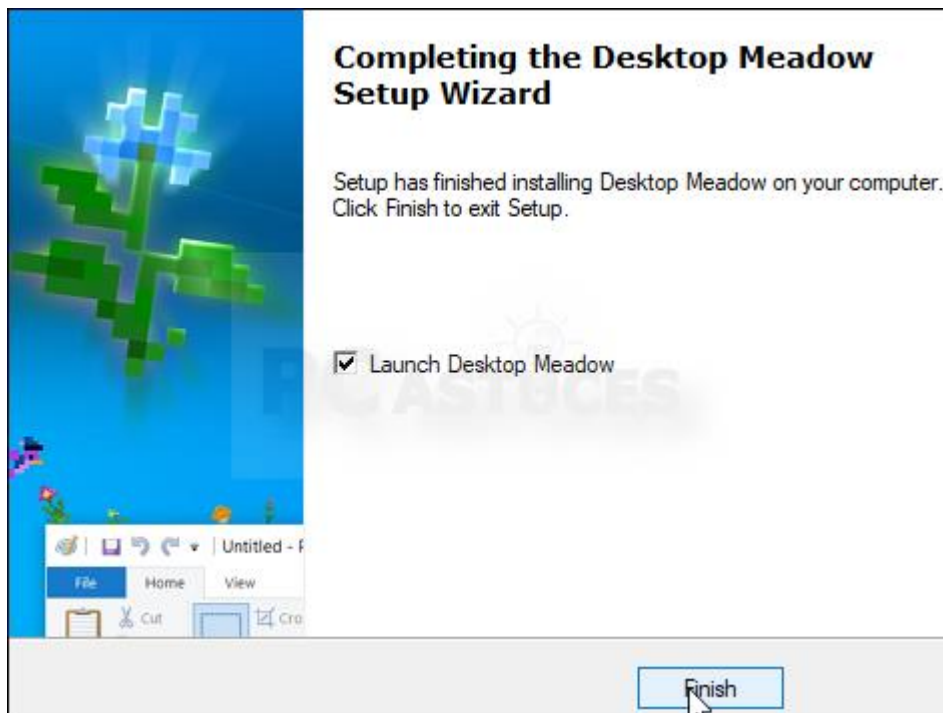 Completing the Desktop Meadow
Setup Wizard
Setup has finished installing Desktop Meadow on your computer.
Click Finish to exit Setup.
Launch Desktop Meadow
PC ASTUCES
Untitled -
File Home View
Cut
Cro
Finish